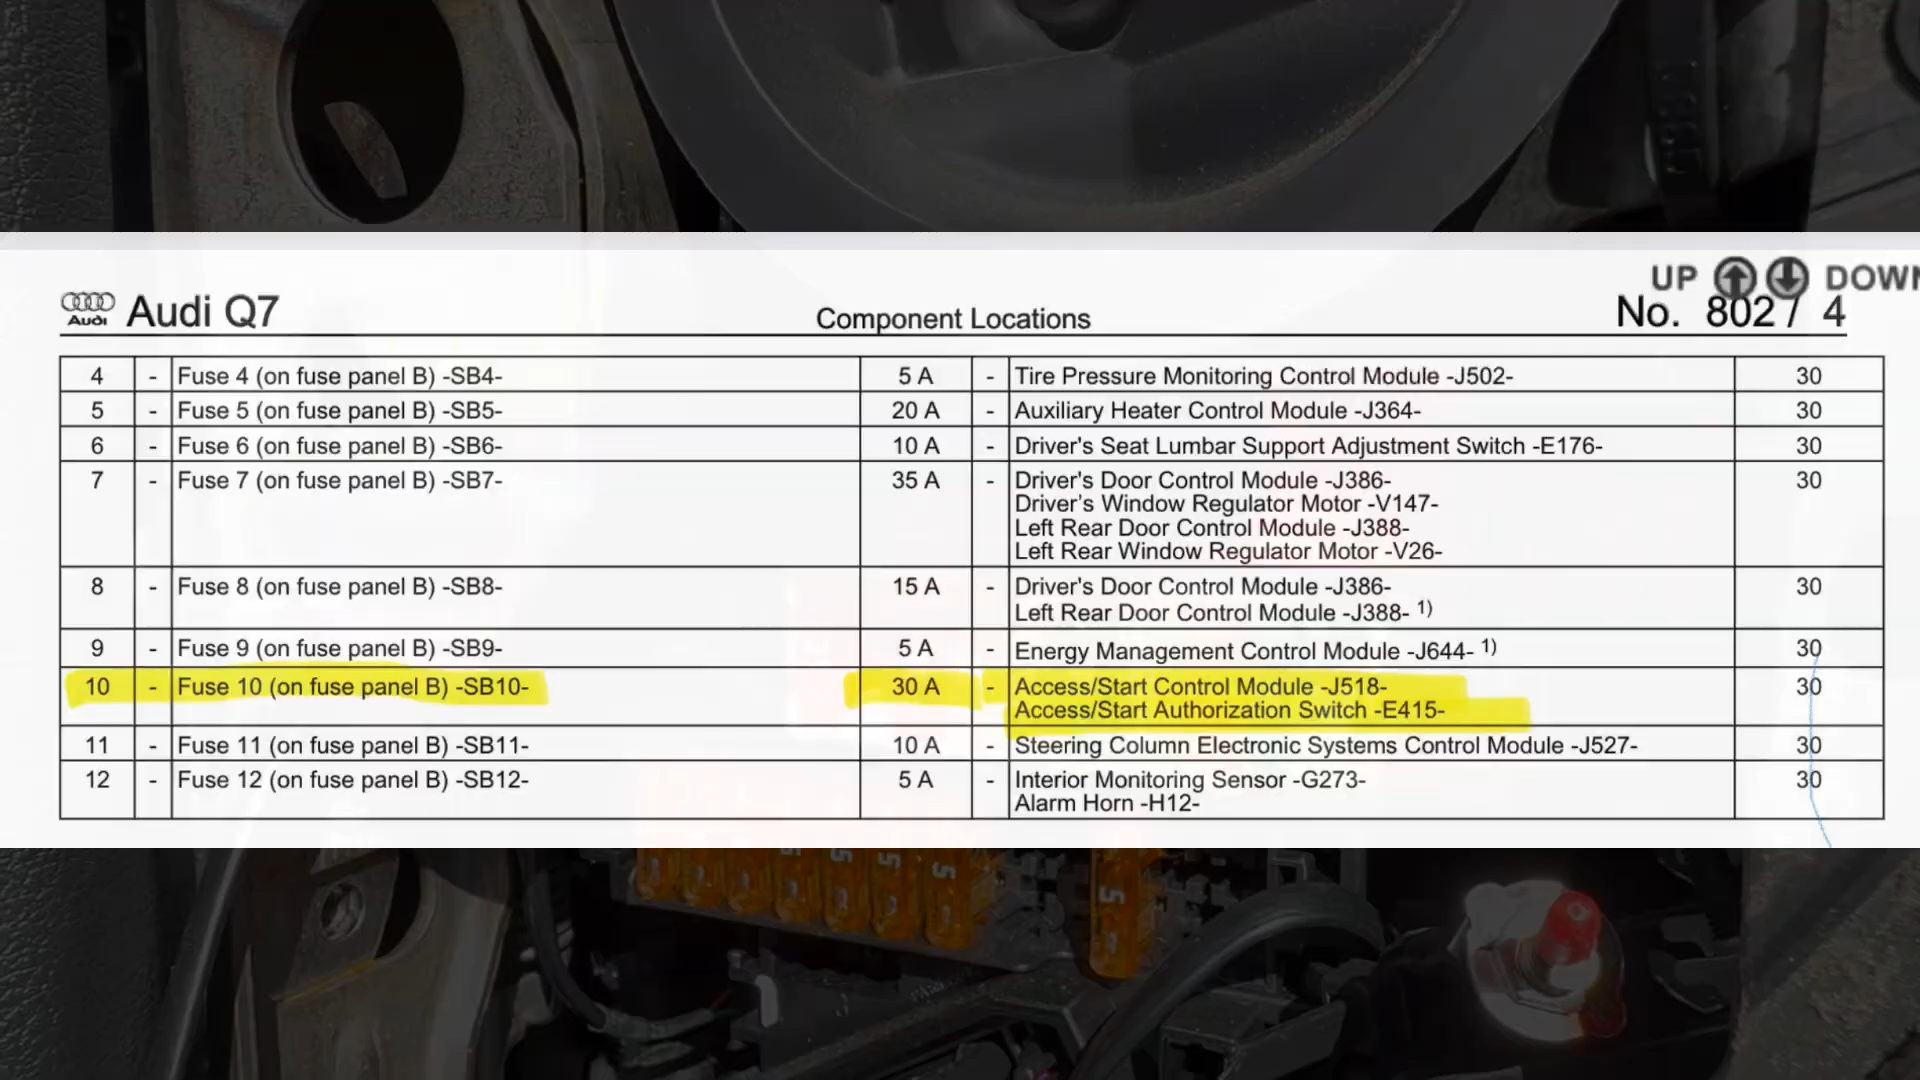 UP DOWN
Audi Audi Q7 Component Locations No. 802 / 4
4 - Fuse 4 (on fuse panel B) -SB4- 5 A - Tire Pressure Monitoring Control Module -J502- 30
5 - Fuse 5 (on fuse panel B) -SB5- 20 A - Auxiliary Heater Control Module -J364- 30
6 - Fuse 6 (on fuse panel B) -SB6- 10 A - Driver's Seat Lumbar Support Adjustment Switch -E176- 30
7 - Fuse 7 (on fuse panel B) -SB7- 35 A - Driver's Door Control Module -J386- 30
Driver's Window Regulator Motor -V147-
Left Rear Door Control Module -J388-
Left Rear Window Regulator Motor -V26-
8 - Fuse 8 (on fuse panel B) -SB8- 15 A - Driver's Door Control Module -J386- 30
Left Rear Door Control Module -J388- 1)
9 - Fuse 9 (on fuse panel B) -SB9- 5 A - Energy Management Control Module -J644- 1) 30
10 - Fuse 10 (on fuse panel B) -SB10- 30 A - Access/Start Control Module -J518- 30
Access/Start Authorization Switch -E415-
11 - Fuse 11 (on fuse panel B) -SB11- 10 A - Steering Column Electronic Systems Control Module -J527- 30
12 - Fuse 12 (on fuse panel B) -SB12- 5 A - Interior Monitoring Sensor -G273- 30
Alarm Horn -H12-
5 5 5 5
5